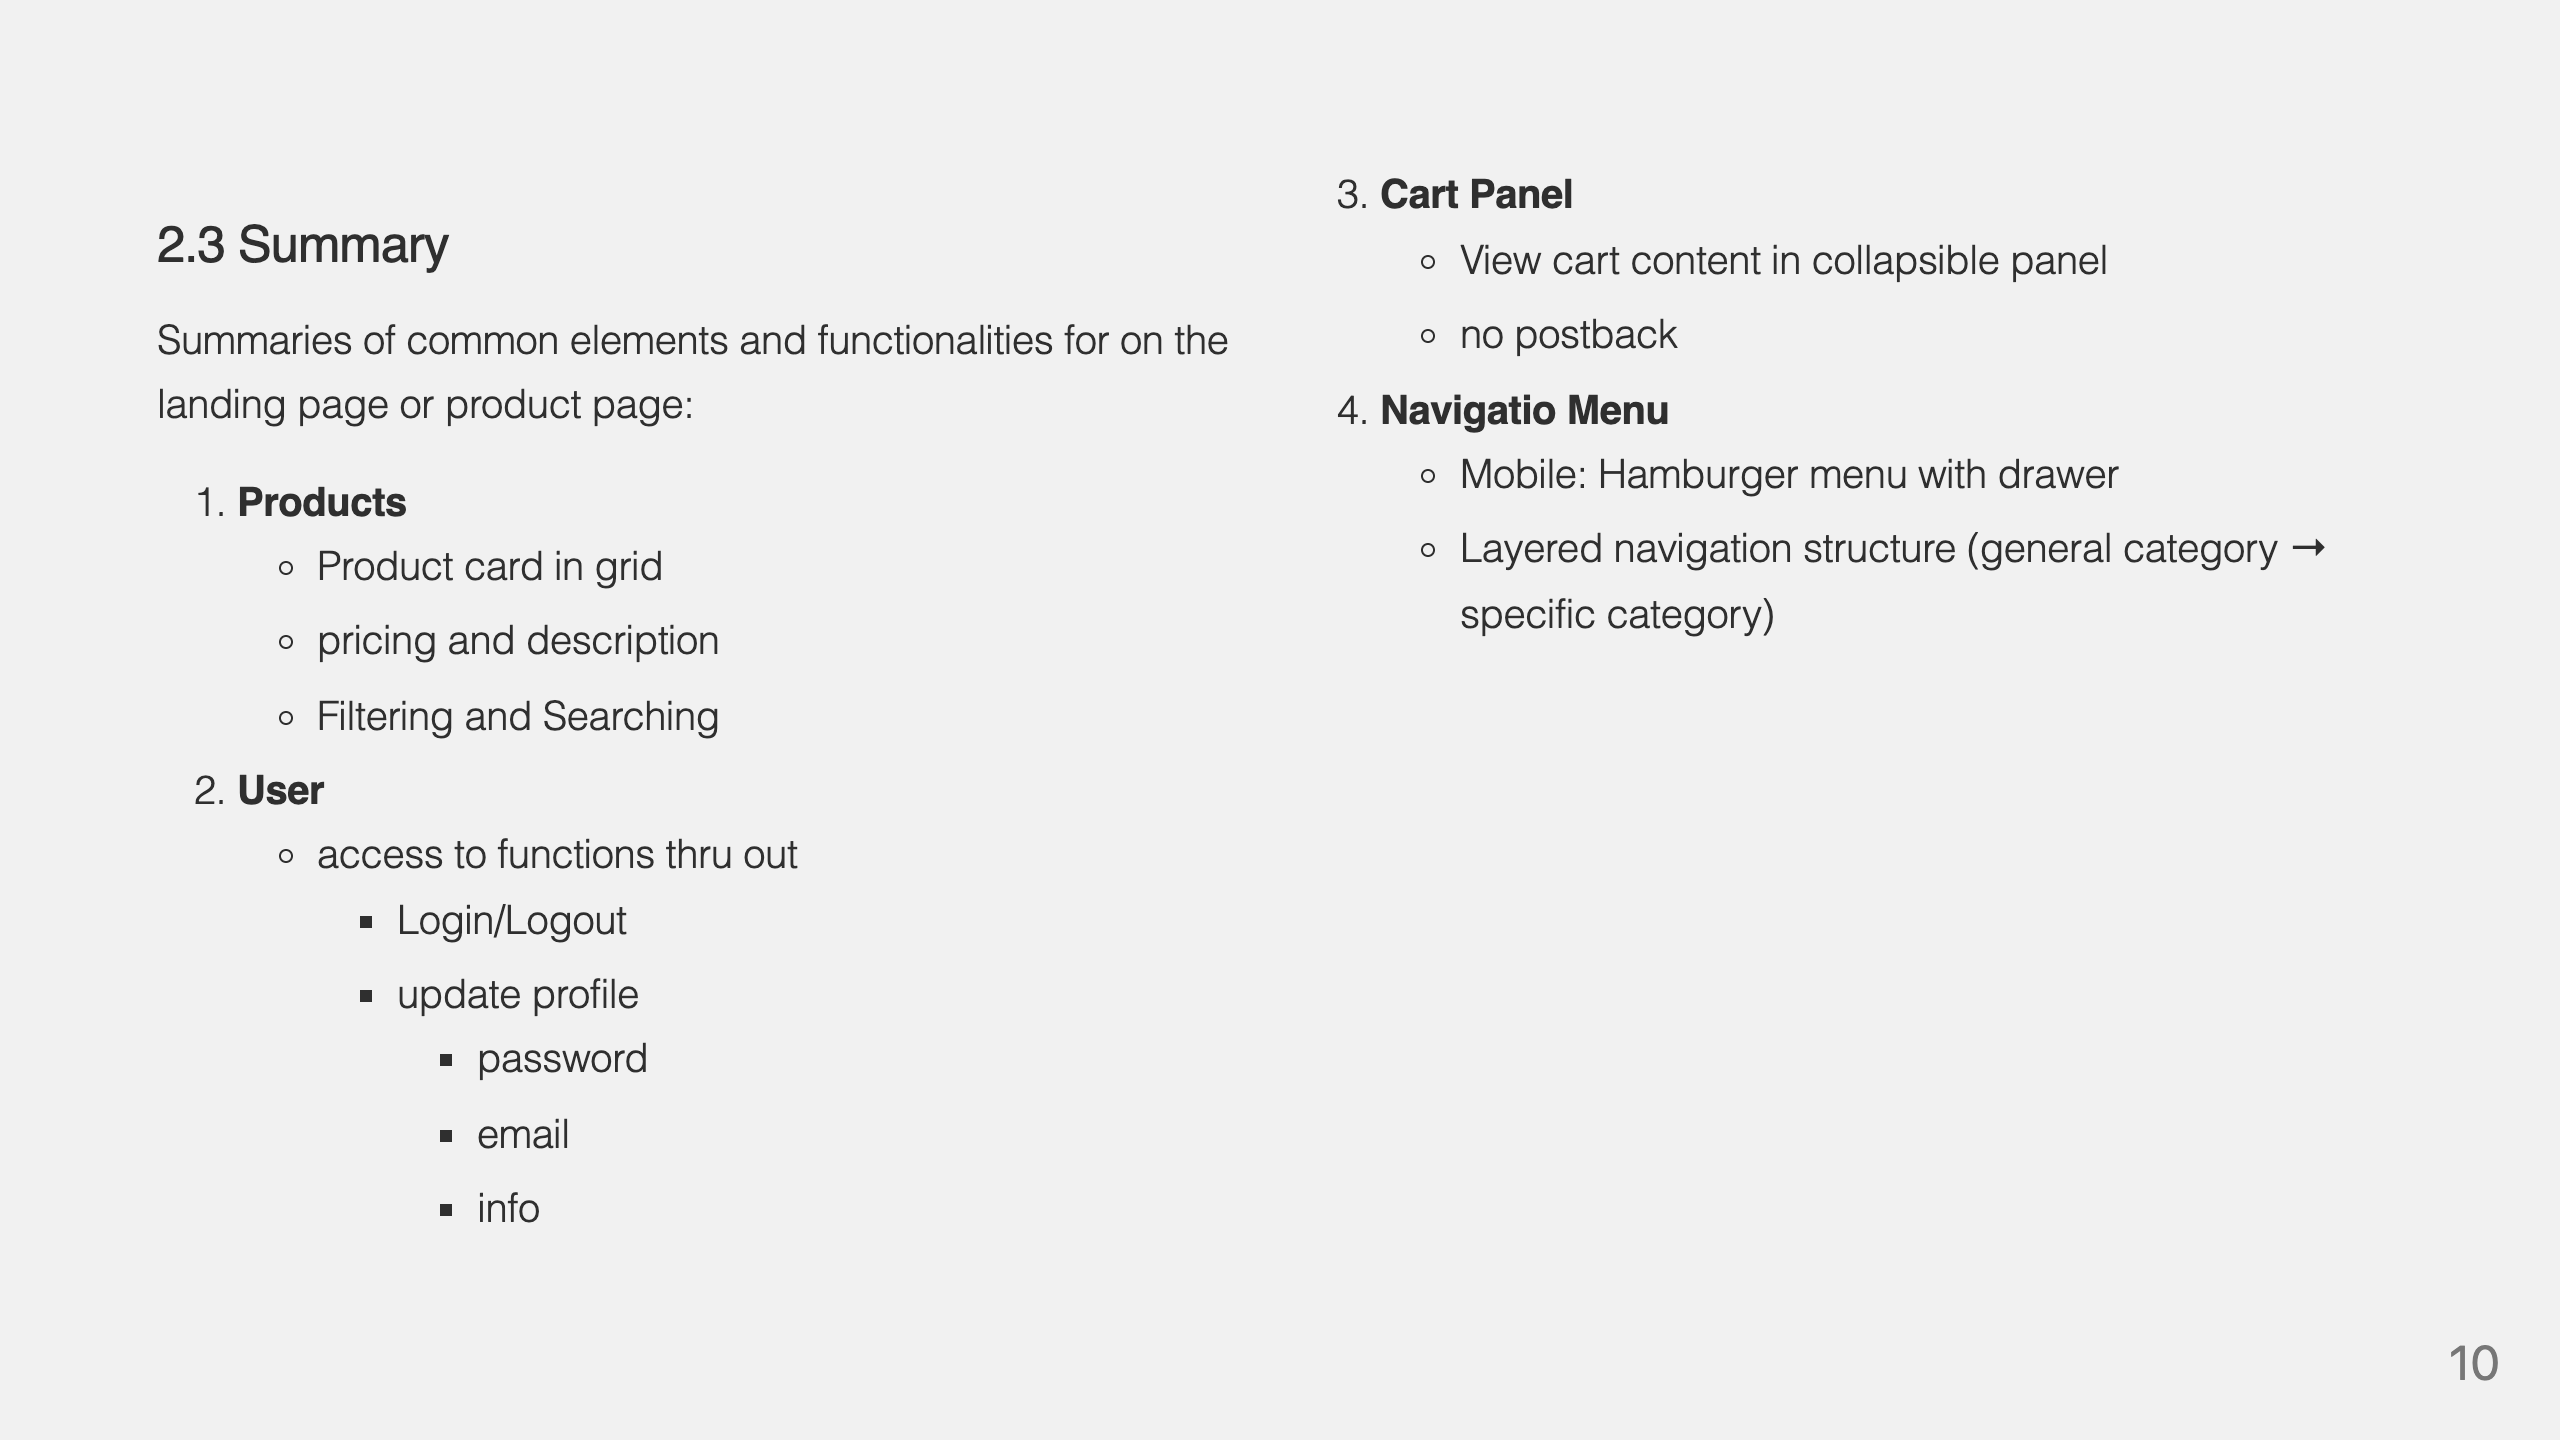 2.3 Summary
Summaries of common elements and functionalities for on the
landing page or product page:
1. Products
Product card in grid
pricing and description
Filtering and Searching
2. User
access to functions thru out
Login/Logout
update profile
password
email
info
3. Cart Panel
View cart content in collapsible panel
no postback
4. Navigatio Menu
Mobile: Hamburger menu with drawer
Layered navigation structure (general category →
specific category)
10